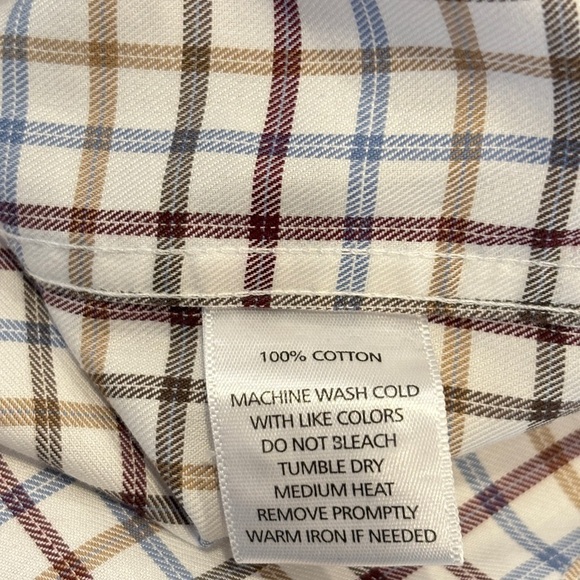 100% COTTON
MACHINE WASH COLD
WITH LIKE COLORS
DO NOT BLEACH
TUMBLE DRY
MEDIUM HEAT
REMOVE PROMPTLY
WARM IRON IF NEEDED